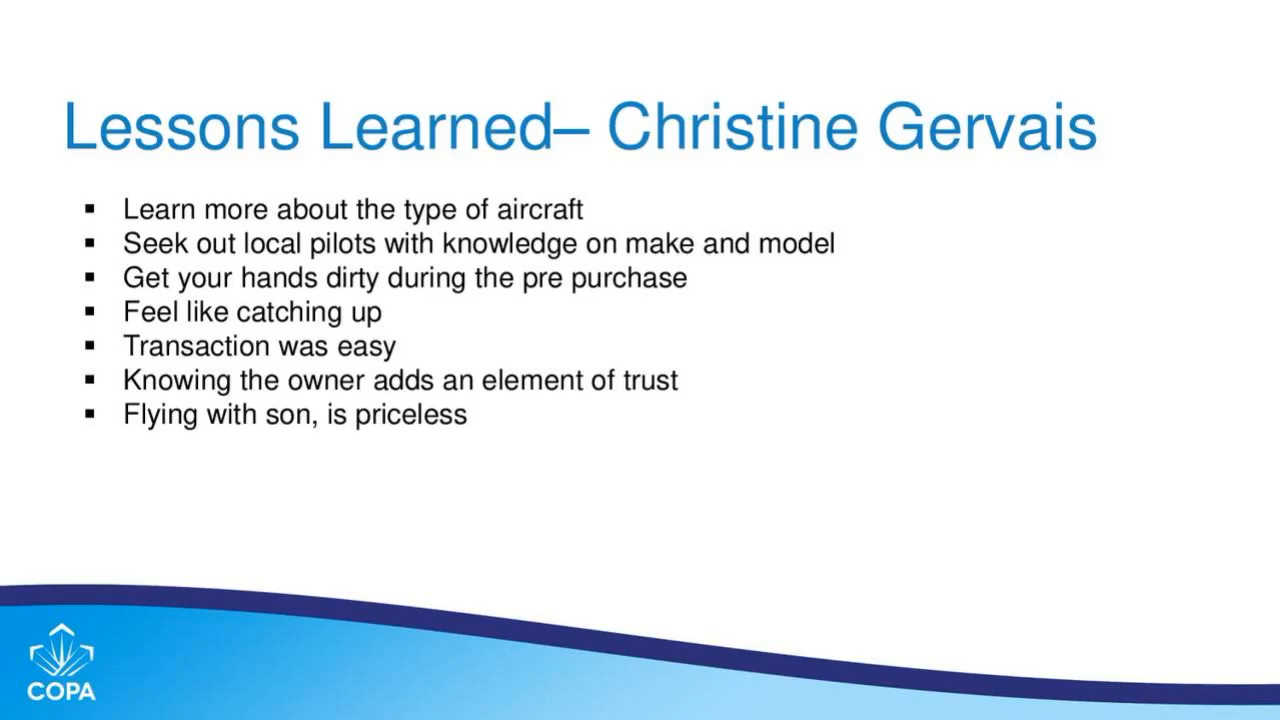 Lessons Learned– Christine Gervais
▪ Learn more about the type of aircraft
▪ Seek out local pilots with knowledge on make and model
▪ Get your hands dirty during the pre purchase
▪ Feel like catching up
▪ Transaction was easy
▪ Knowing the owner adds an element of trust
▪ Flying with son, is priceless
COPA